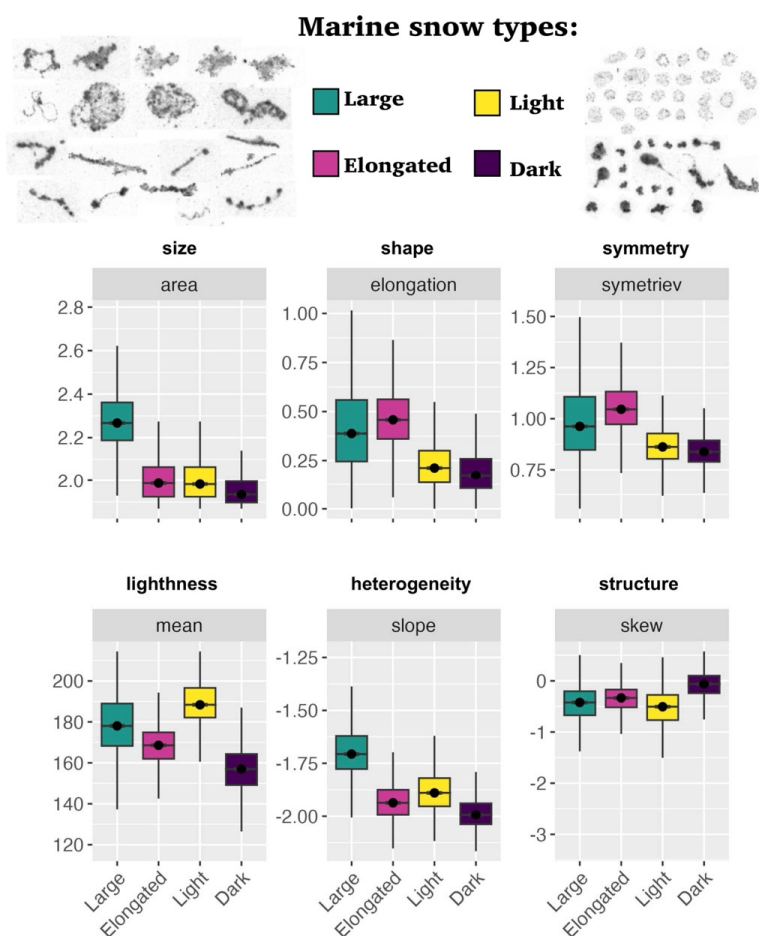 Marine snow types:
Large
Light
Elongated
Dark
size
shape
symmetry
area
elongation
symetriev
2.8
2.6
2.4
2.2
2.0
1.00
0.75
0.50
0.25
0.00
1.50
1.25
1.00
0.75
lighthness
heterogeneity
structure
mean
slope
skew
200
180
160
140
120
-1.25
-1.50
-1.75
-2.00
0
-1
-2
-3
Large
Elongated
Light
Dark
Large
Elongated
Light
Dark
Large
Elongated
Light
Dark